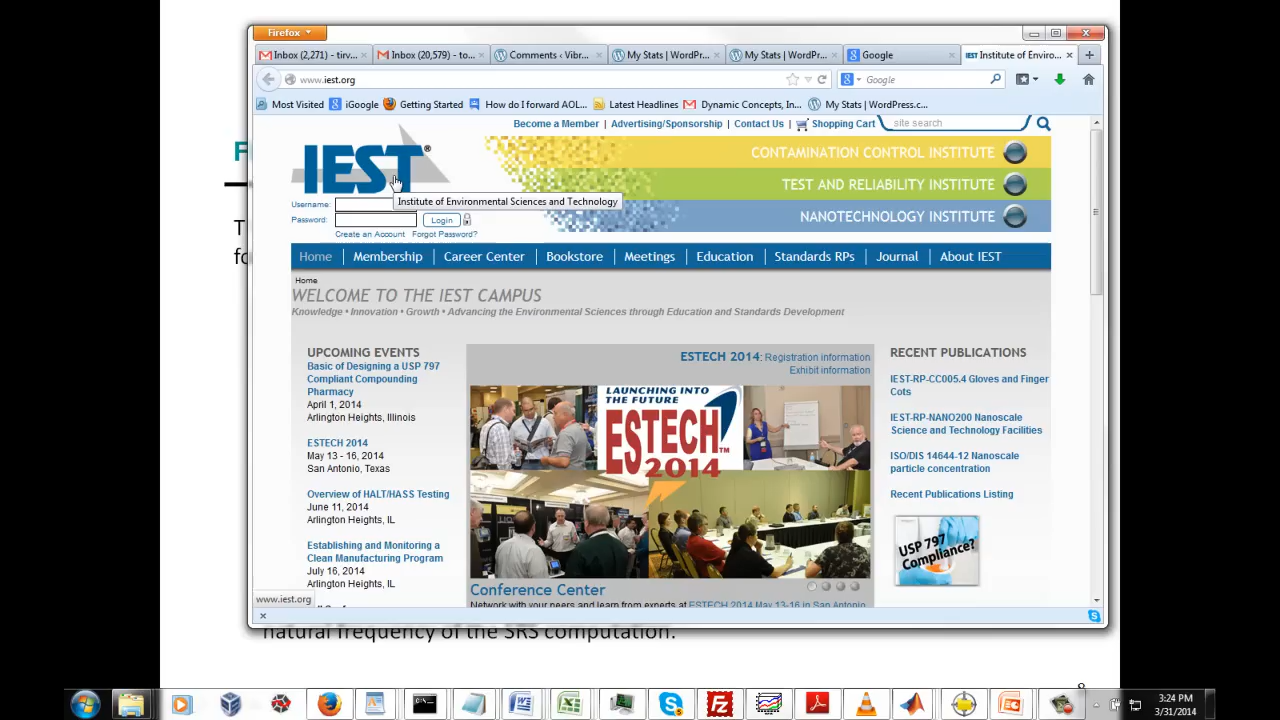 Firefox
Inbox (2,271) - tirv...
Inbox (20,579) - to...
Comments ‹ Vibr...
My Stats | WordPr...
My Stats | WordPr...
Google
IEST Institute of Enviro...
www.iest.org
Google
Most Visited
iGoogle
Getting Started
How do I forward AOL...
Latest Headlines
Dynamic Concepts, In...
My Stats | WordPress.c...
Become a Member | Advertising/Sponsorship | Contact Us | Shopping Cart
site search
IEST®
CONTAMINATION CONTROL INSTITUTE
TEST AND RELIABILITY INSTITUTE
NANOTECHNOLOGY INSTITUTE
Institute of Environmental Sciences and Technology
Username:
Password:
Login
Create an Account Forgot Password?
Home | Membership | Career Center | Bookstore | Meetings | Education | Standards RPs | Journal | About IEST
Home
WELCOME TO THE IEST CAMPUS
Knowledge • Innovation • Growth • Advancing the Environmental Sciences through Education and Standards Development
UPCOMING EVENTS
Basic of Designing a USP 797
Compliant Compounding
Pharmacy
April 1, 2014
Arlington Heights, Illinois
ESTECH 2014
May 13 - 16, 2014
San Antonio, Texas
Overview of HALT/HASS Testing
June 11, 2014
Arlington Heights, IL
Establishing and Monitoring a
Clean Manufacturing Program
July 16, 2014
Arlington Heights, IL
ESTECH 2014: Registration information
Exhibit information
LAUNCHING INTO
THE FUTURE
ESTECH™
2014
Conference Center
Network with your peers and learn from experts at ESTECH 2014 May 13-16 in San Antonio
RECENT PUBLICATIONS
IEST-RP-CC005.4 Gloves and Finger
Cots
IEST-RP-NANO200 Nanoscale
Science and Technology Facilities
ISO/DIS 14644-12 Nanoscale
particle concentration
Recent Publications Listing
USP 797
Compliance?
www.iest.org
natural frequency of the SRS computation.
3:24 PM
3/31/2014